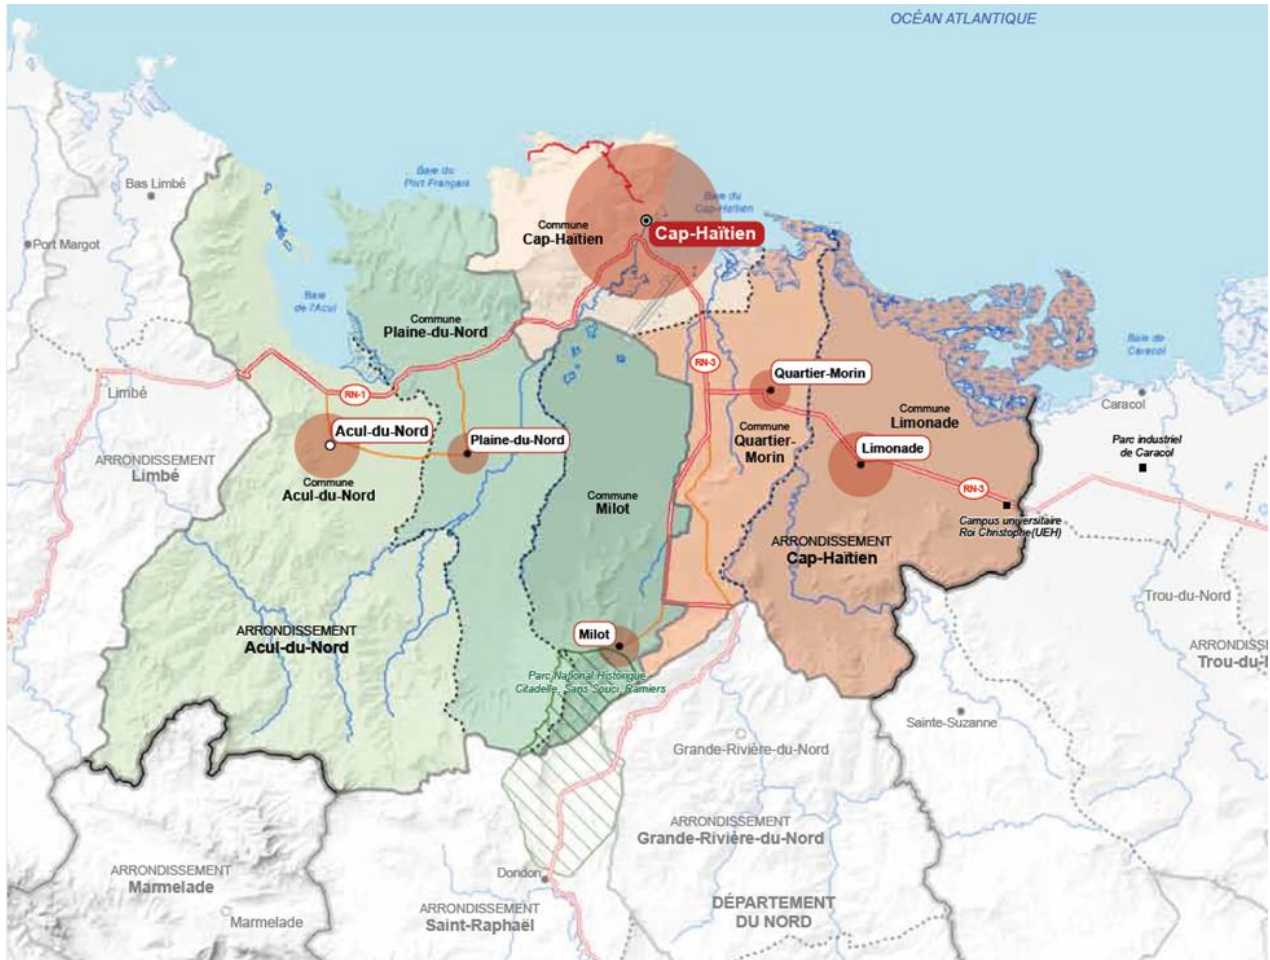 OCÉAN ATLANTIQUE
Baie du
Port Français
Bas Limbé
Baie du
Cap-Haïtien
Commune
Cap-Haïtien
Cap-Haïtien
Port Margot
Baie
de l'Acul
Commune
Plaine-du-Nord
Baie de
Caracol
RN-3
Quartier-Morin
Limbé
RN-1
Caracol
Commune
Limonade
Acul-du-Nord
Plaine-du-Nord
Commune
Quartier-
Morin
Limonade
Parc industriel
de Caracol
ARRONDISSEMENT
Limbé
Commune
Acul-du-Nord
Commune
Milot
RN-3
Campus universitaire
Roi Christophe(UEH)
ARRONDISSEMENT
Cap-Haïtien
Trou-du-Nord
ARRONDISSEMENT
Acul-du-Nord
Milot
ARRONDISSE
Trou-du-
Parc National Historique -
Citadelle, Sans Souci, Ramiers
Sainte-Suzanne
Grande-Rivière-du-Nord
ARRONDISSEMENT
Grande-Rivière-du-Nord
ARRONDISSEMENT
Marmelade
Dondon
Marmelade
ARRONDISSEMENT
Saint-Raphaël
DÉPARTEMENT
DU NORD